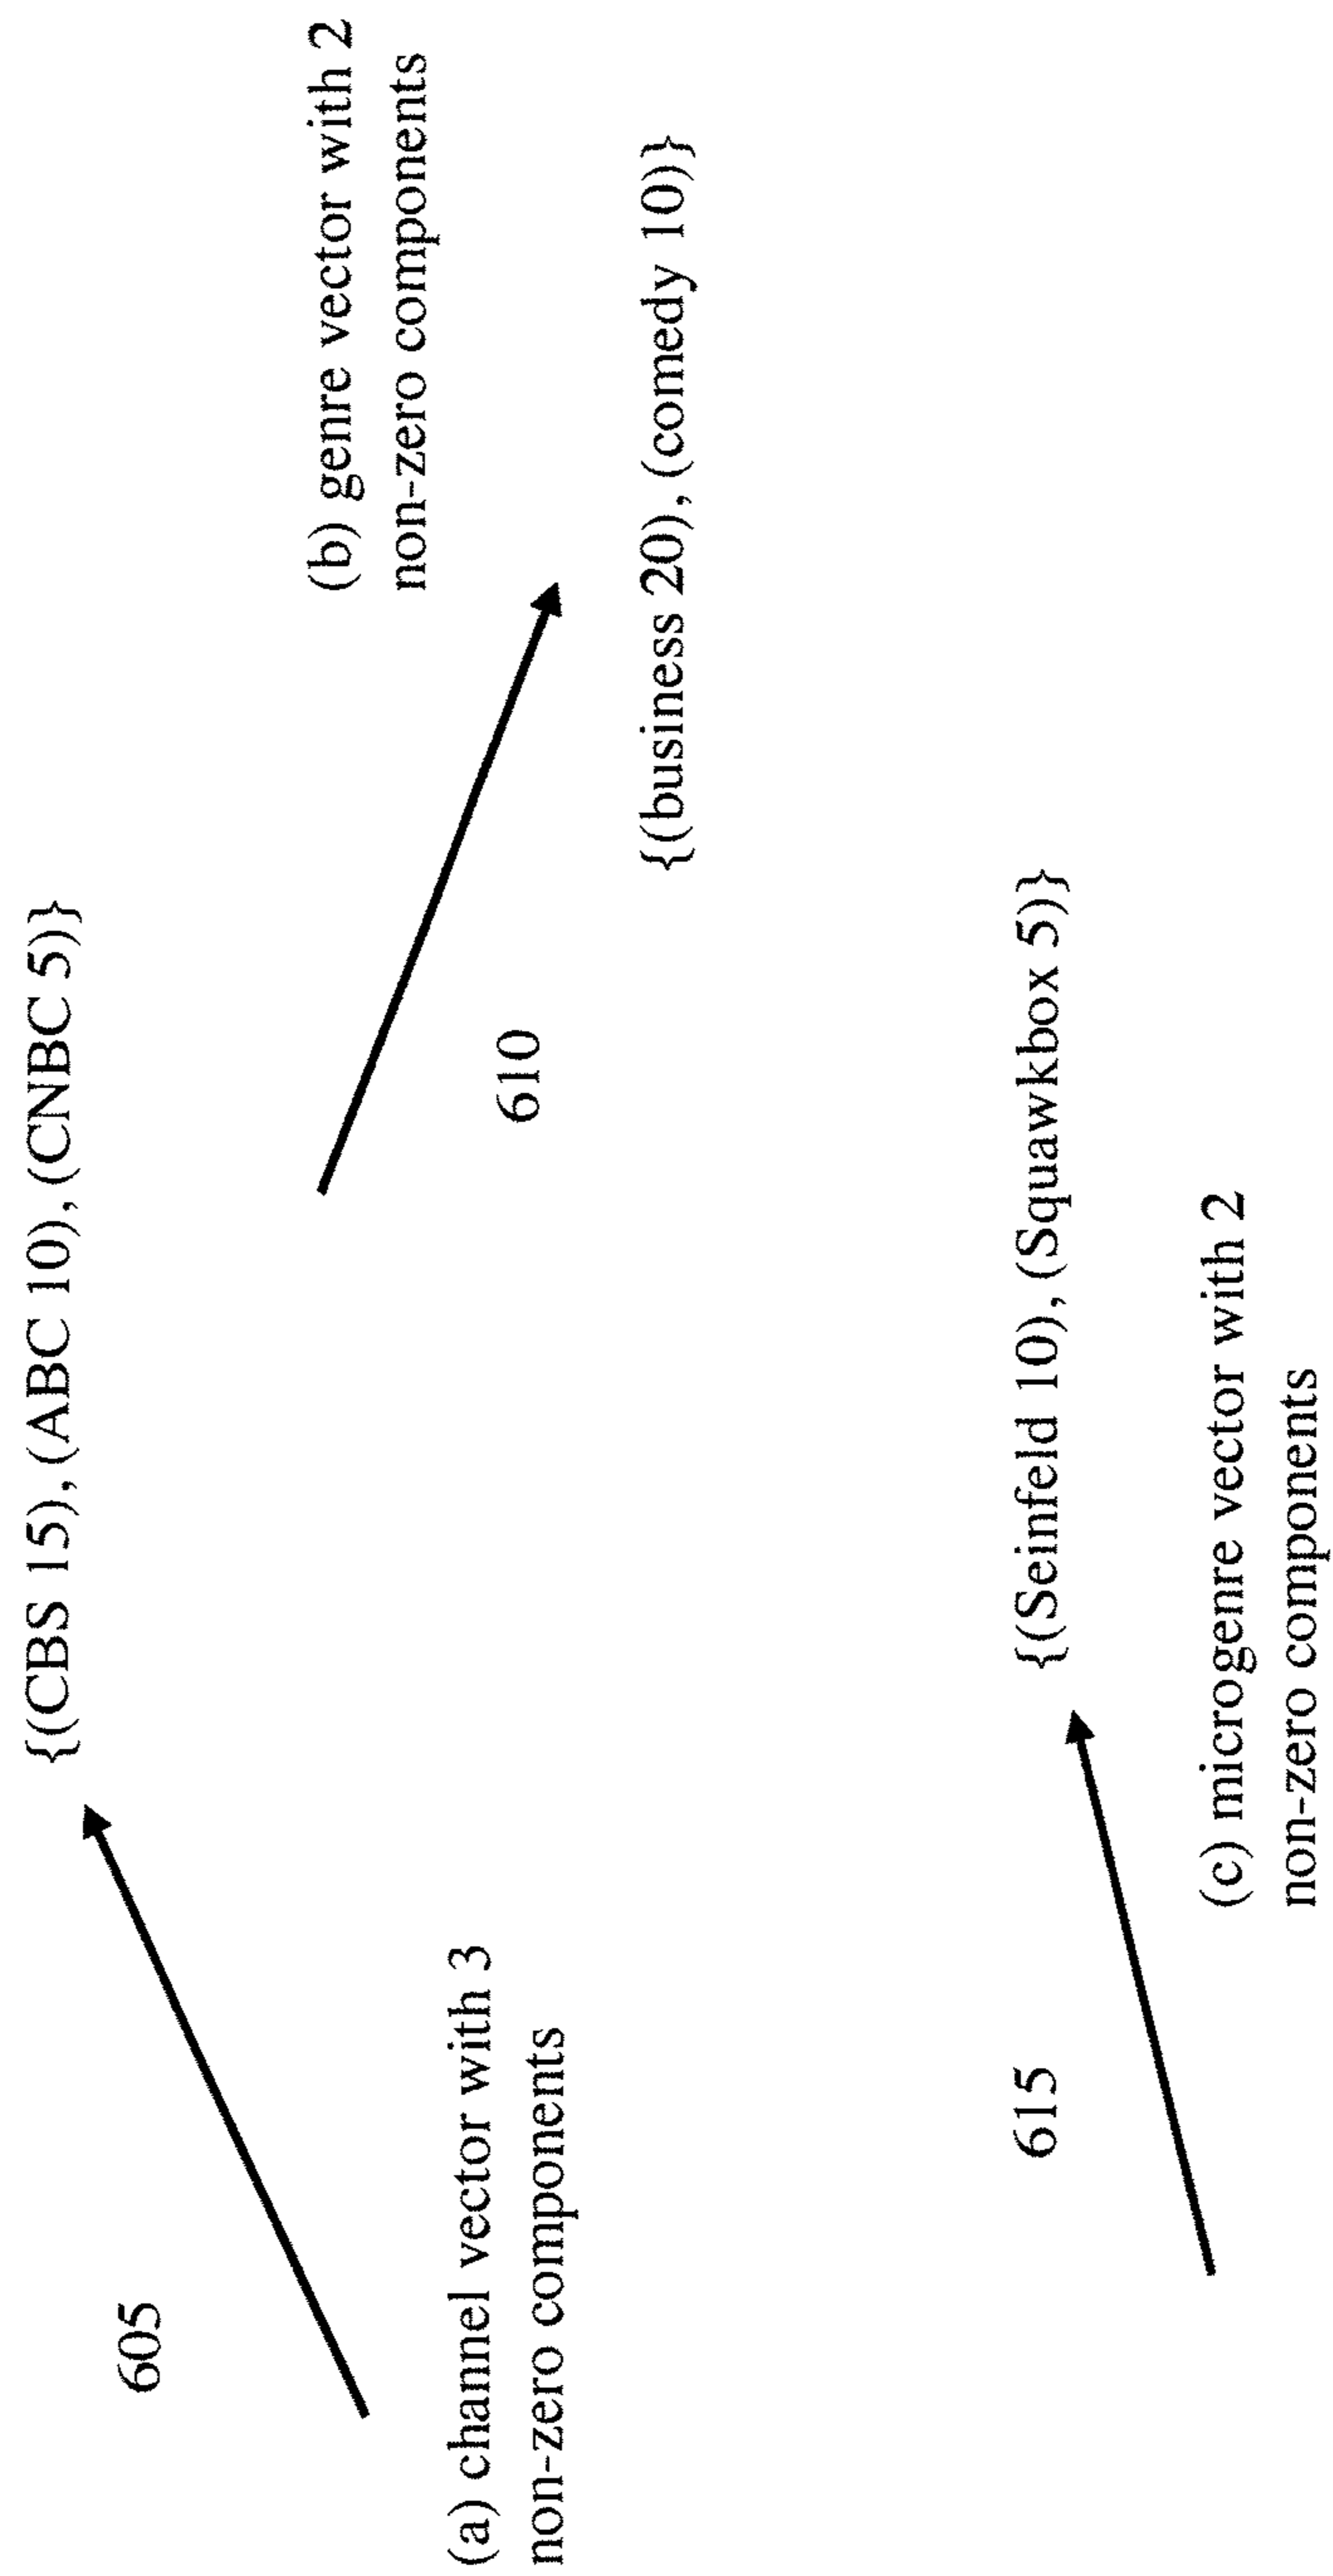 {(CBS 15), (ABC 10), (CNBC 5)}
605
(a) channel vector with 3
non-zero components
(b) genre vector with 2
non-zero components
610
{(business 20), (comedy 10)}
{(Seinfeld 10), (Squawkbox 5)}
615
(c) microgenre vector with 2
non-zero components